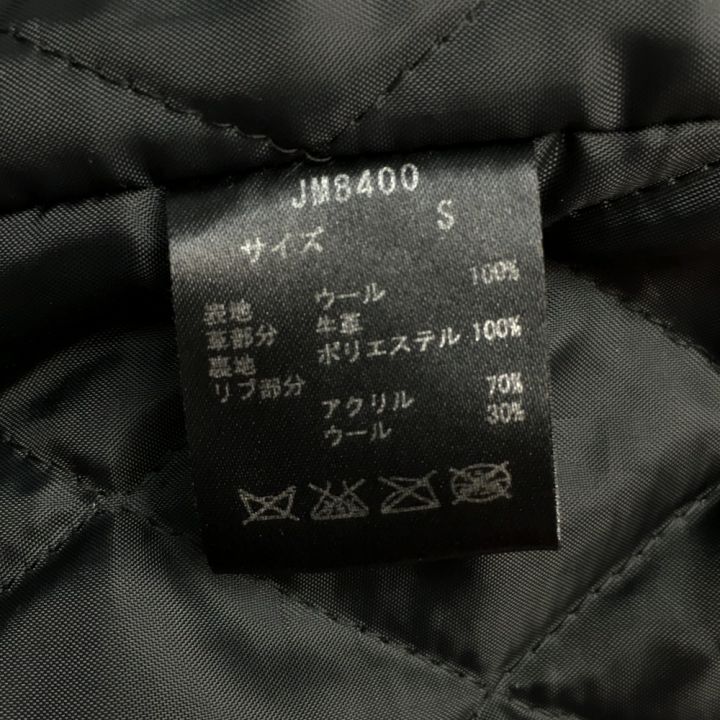 JM8400
サイズ S
表地 ウール 100%
革部分 牛革
裏地 ポリエステル 100%
リブ部分
アクリル 70%
ウール 30%